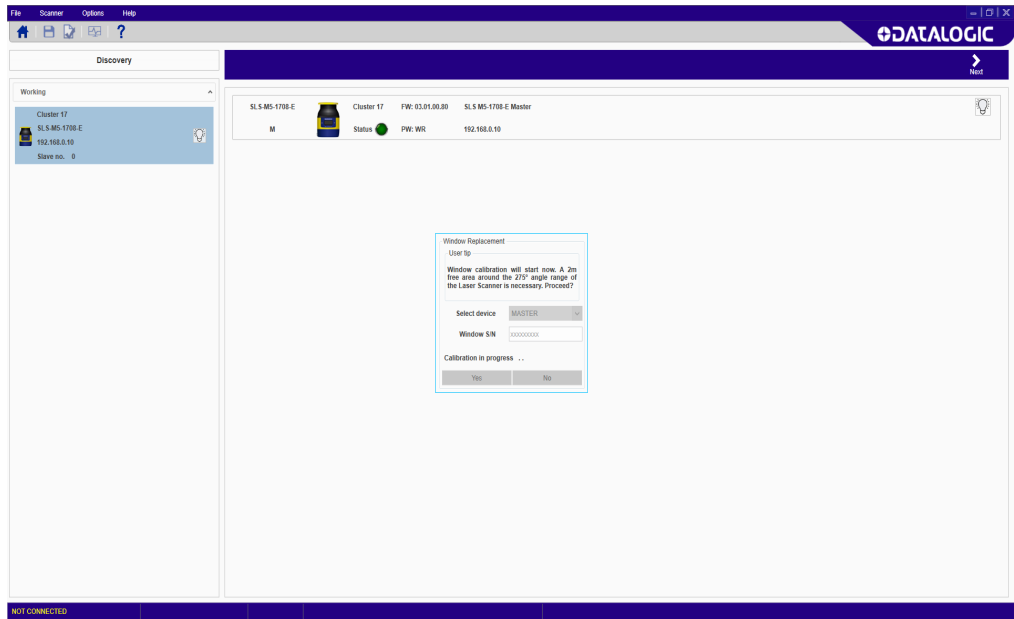 File Scanner Options Help
DATALOGIC
Discovery
Next
Working
Cluster 17
SLS-M5-1708-E
192.168.0.10
Slave no. 0
SLS-M5-1708-E Cluster 17 FW: 03.01.00.80 SLS M5-1708-E Master
M Status PW: WR 192.168.0.10
Window Replacement
User tip
Window calibration will start now. A 2m
free area around the 275° angle range of
the Laser Scanner is necessary. Proceed?
Select device MASTER
Window S/N xxxxxxxxx
Calibration in progress . .
Yes No
NOT CONNECTED